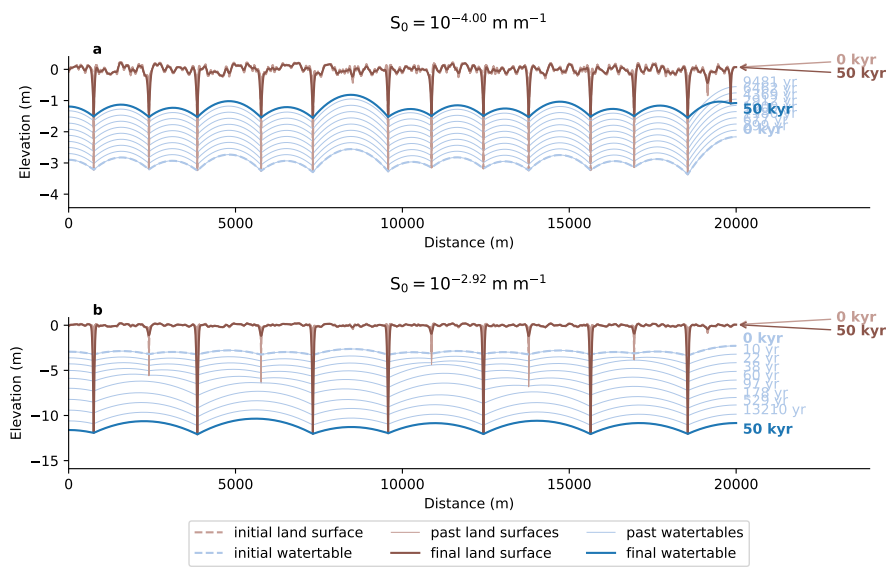 S₀ = 10⁻⁴·⁰⁰ m m⁻¹
a
0 kyr
50 kyr
9481 yr
50 kyr
0 kyr
Elevation (m)
0
−1
−2
−3
−4
0 5000 10000 15000 20000
Distance (m)
S₀ = 10⁻²·⁹² m m⁻¹
b
0 kyr
50 kyr
0 kyr
10 yr
38 yr
60 yr
97 yr
178 yr
528 yr
13210 yr
50 kyr
Elevation (m)
0
−5
−10
−15
0 5000 10000 15000 20000
Distance (m)
initial land surface past land surfaces past watertables
initial watertable final land surface final watertable